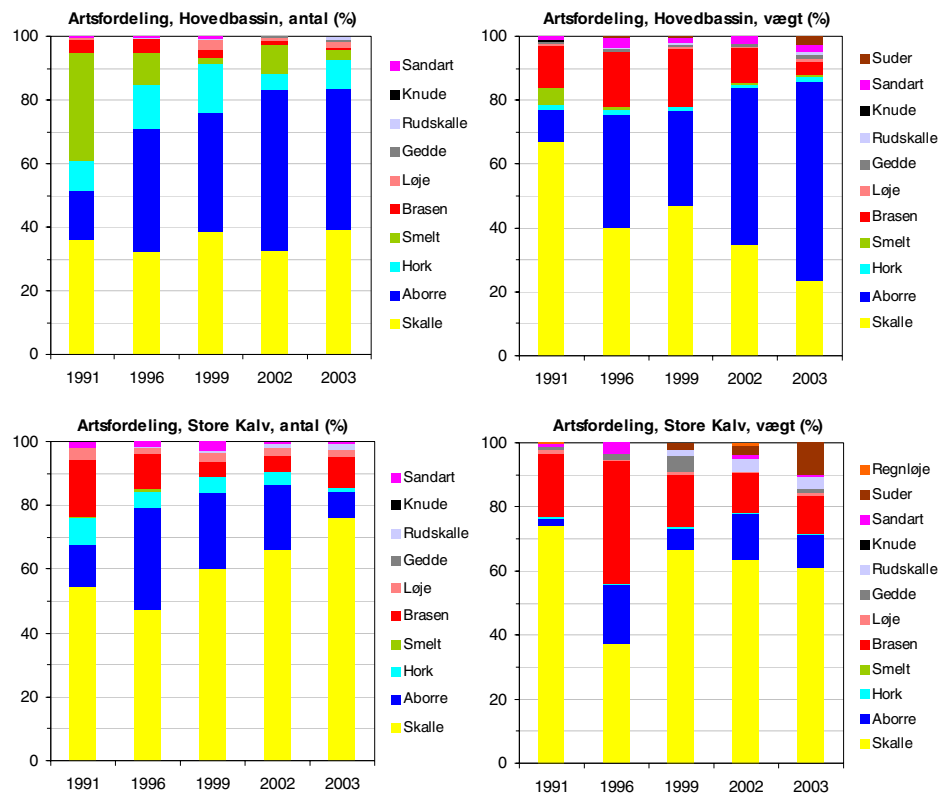 Artsfordeling, Hovedbassin, antal (%)
100
80
60
40
20
0
1991 1996 1999 2002 2003
Sandart
Knude
Rudskalle
Gedde
Løje
Brasen
Smelt
Hork
Aborre
Skalle
Artsfordeling, Hovedbassin, vægt (%)
100
80
60
40
20
0
1991 1996 1999 2002 2003
Suder
Sandart
Knude
Rudskalle
Gedde
Løje
Brasen
Smelt
Hork
Aborre
Skalle
Artsfordeling, Store Kalv, antal (%)
100
80
60
40
20
0
1991 1996 1999 2002 2003
Sandart
Knude
Rudskalle
Gedde
Løje
Brasen
Smelt
Hork
Aborre
Skalle
Artsfordeling, Store Kalv, vægt (%)
100
80
60
40
20
0
1991 1996 1999 2002 2003
Regnløje
Suder
Sandart
Knude
Rudskalle
Gedde
Løje
Brasen
Smelt
Hork
Aborre
Skalle